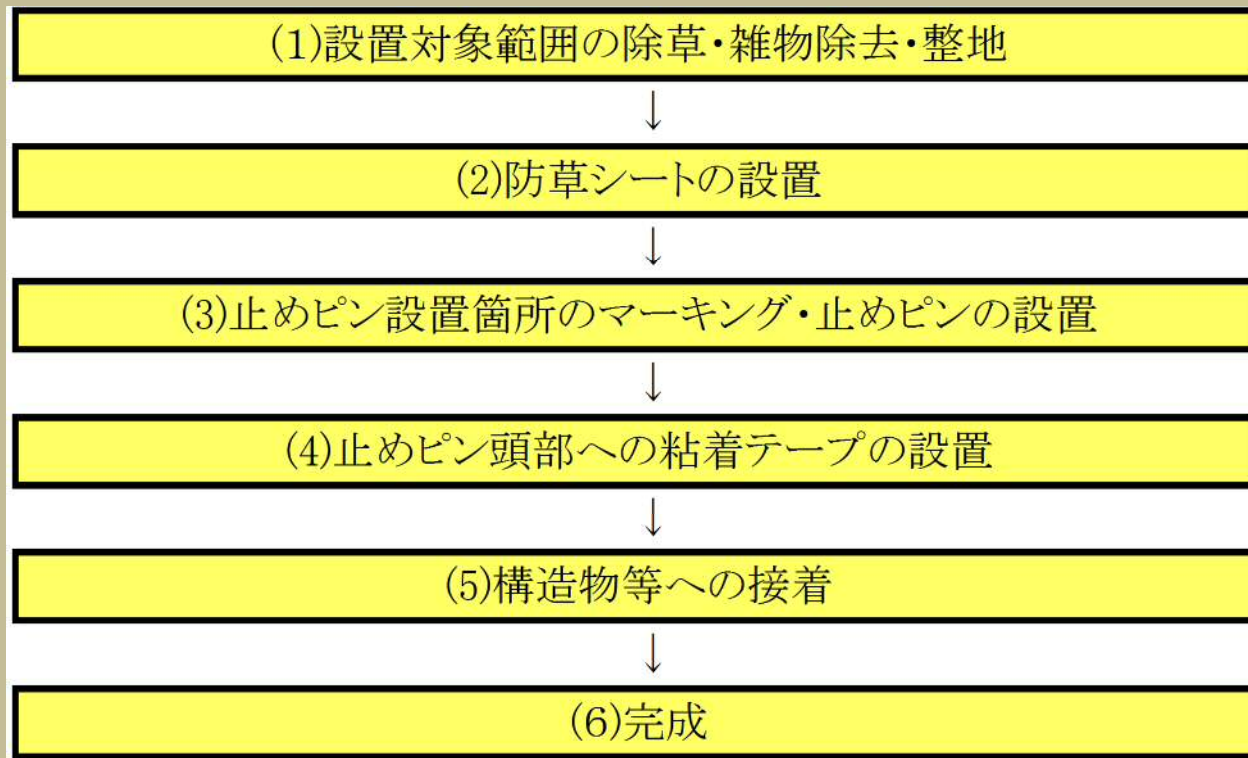 (1)設置対象範囲の除草・雑物除去・整地
↓
(2)防草シートの設置
↓
(3)止めピン設置箇所のマーキング・止めピンの設置
↓
(4)止めピン頭部への粘着テープの設置
↓
(5)構造物等への接着
↓
(6)完成